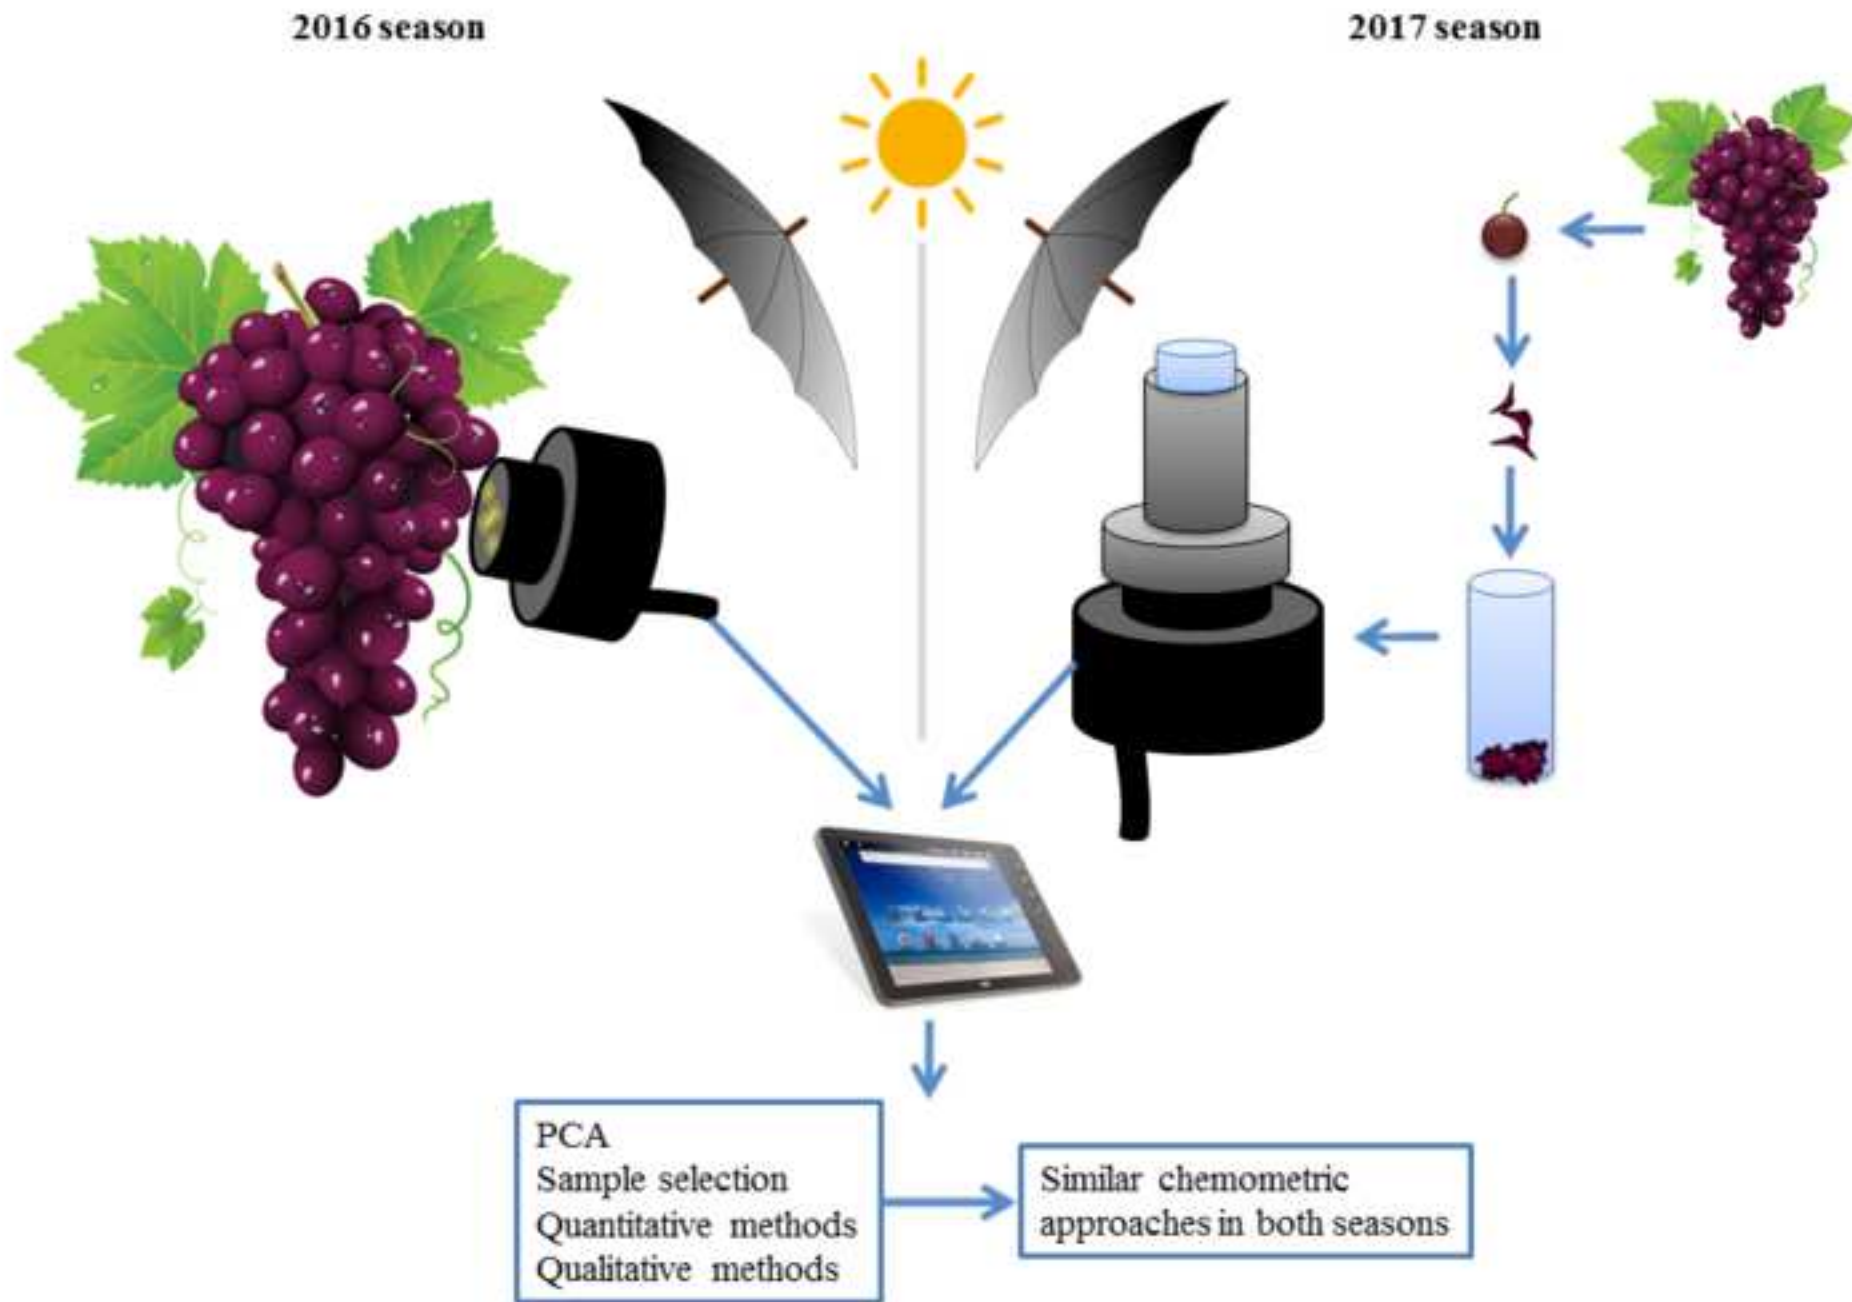 2016 season
2017 season
PCA
Sample selection
Quantitative methods
Qualitative methods
Similar chemometric
approaches in both seasons